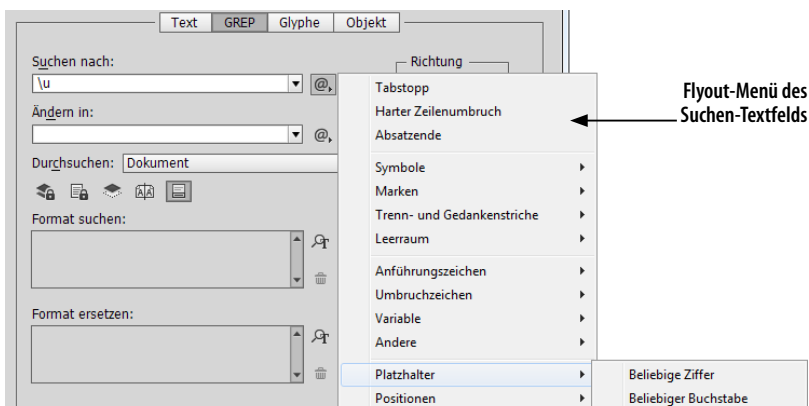 Text GREP Glyphe Objekt
Suchen nach:
Richtung
\u
@,
Ändern in:
@,
Durchsuchen: Dokument
Format suchen:
Format ersetzen:
Tabstopp
Harter Zeilenumbruch
Absatzende
Symbole
Marken
Trenn- und Gedankenstriche
Leerraum
Anführungszeichen
Umbruchzeichen
Variable
Andere
Platzhalter
Positionen
Beliebige Ziffer
Beliebiger Buchstabe
Flyout-Menü des
Suchen-Textfelds